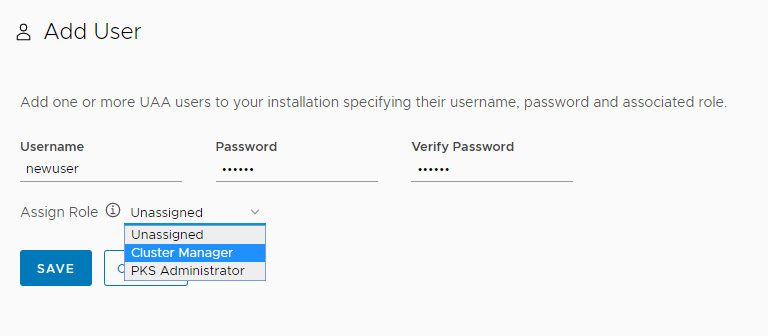 Add User
Add one or more UAA users to your installation specifying their username, password and associated role.
Username Password Verify Password
newuser •••••• ••••••
Assign Role Unassigned
Unassigned
Cluster Manager
PKS Administrator
SAVE